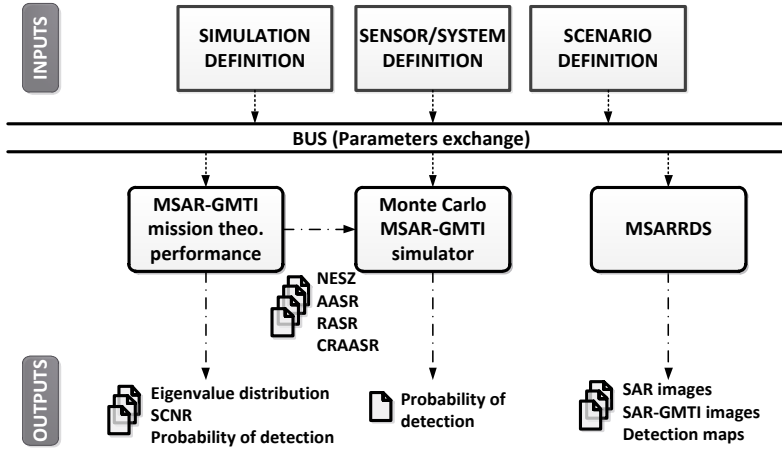 INPUTS
SIMULATION
DEFINITION
SENSOR/SYSTEM
DEFINITION
SCENARIO
DEFINITION
BUS (Parameters exchange)
MSAR-GMTI
mission theo.
performance
Monte Carlo
MSAR-GMTI
simulator
MSARRDS
NESZ
AASR
RASR
CRAASR
OUTPUTS
Eigenvalue distribution
SCNR
Probability of detection
Probability of
detection
SAR images
SAR-GMTI images
Detection maps